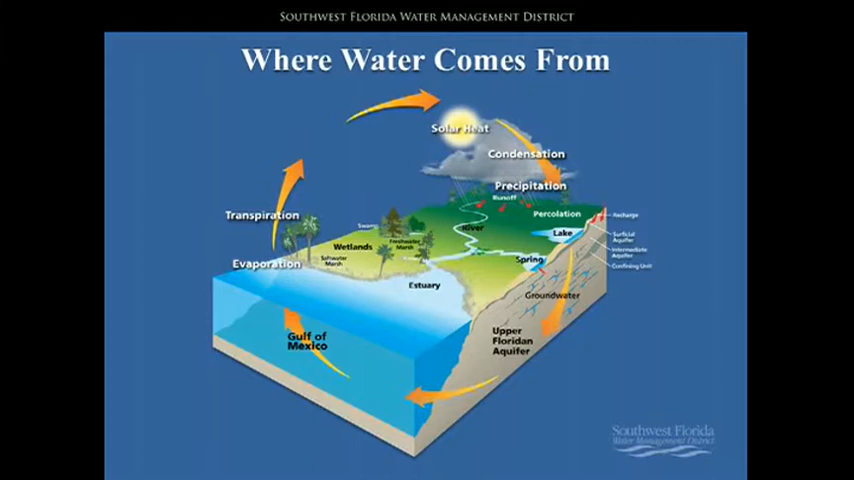 SOUTHWEST FLORIDA WATER MANAGEMENT DISTRICT
Where Water Comes From
Solar Heat
Condensation
Precipitation
Runoff
Transpiration
Percolation
Recharge
Swamp
River
Lake
Surficial
Aquifer
Wetlands
Freshwater
Marsh
Intermediate
Aquifer
Evaporation
Saltwater
Marsh
Spring
Confining Unit
Estuary
Groundwater
Gulf of
Mexico
Upper
Floridan
Aquifer
Southwest Florida
Water Management District